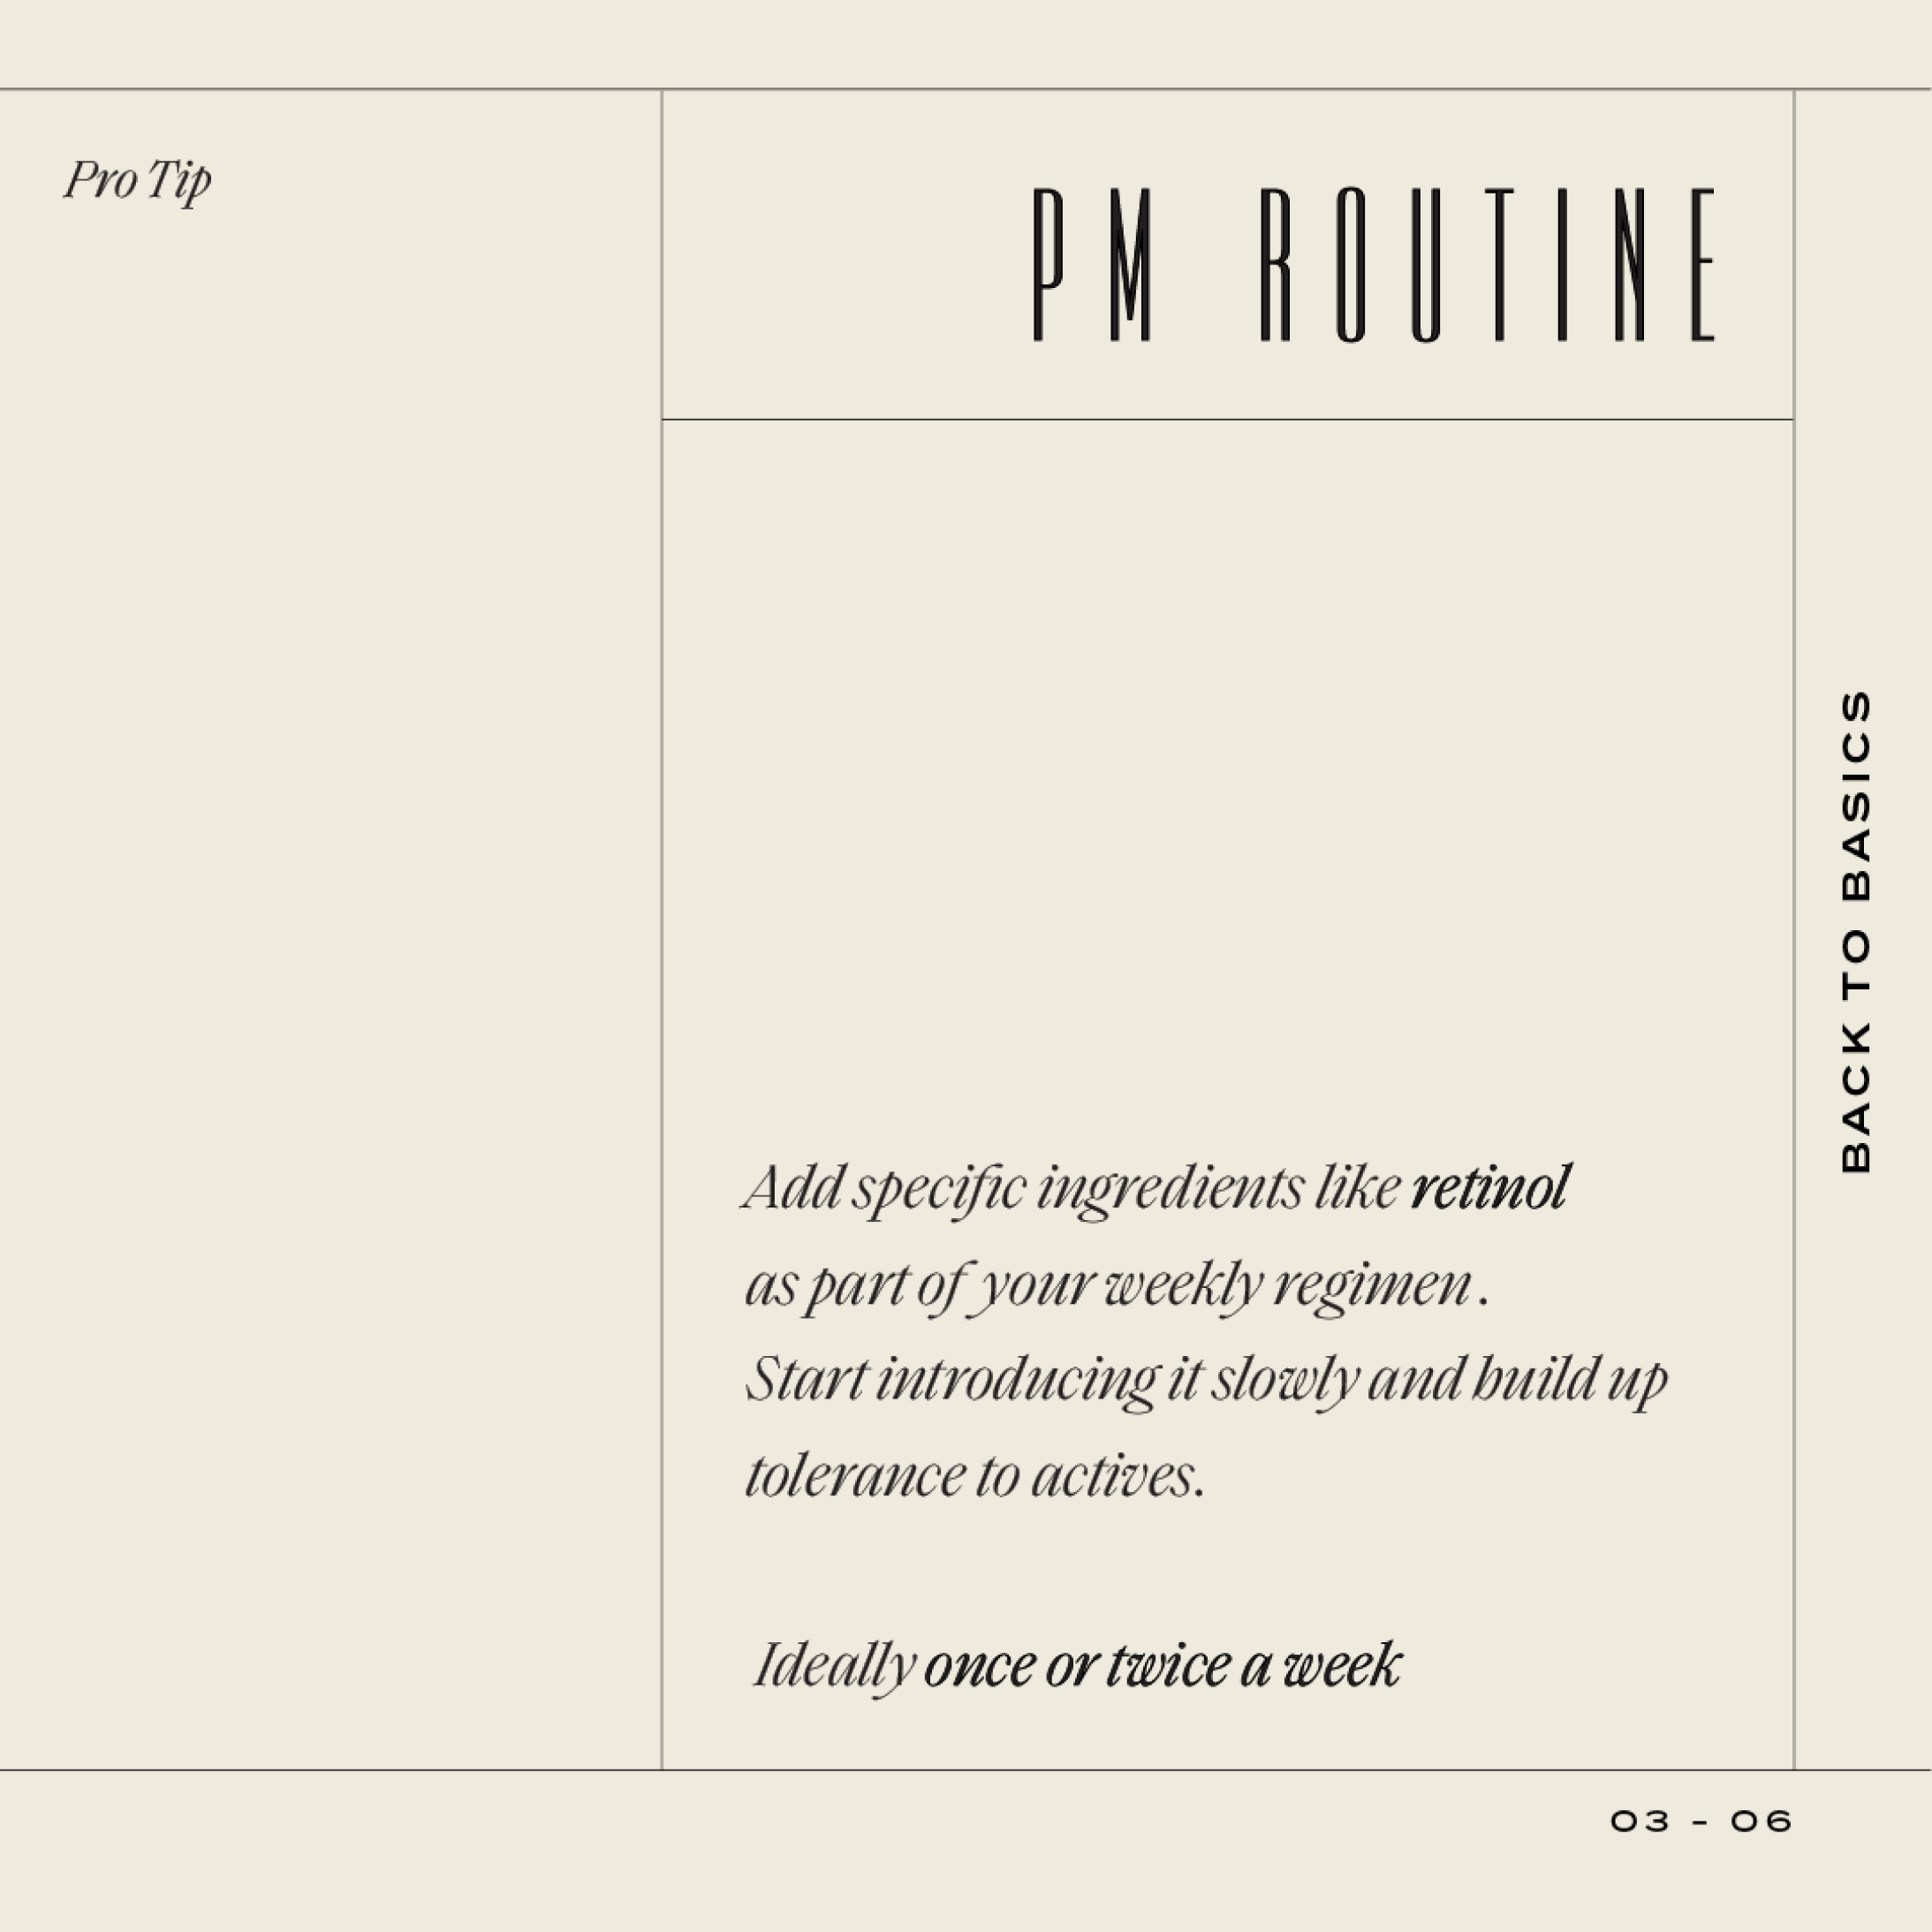 Pro Tip
PM ROUTINE
Add specific ingredients like retinol
as part of your weekly regimen .
Start introducing it slowly and build up
tolerance to actives.
Ideally once or twice a week
BACK TO BASICS
03 - 06